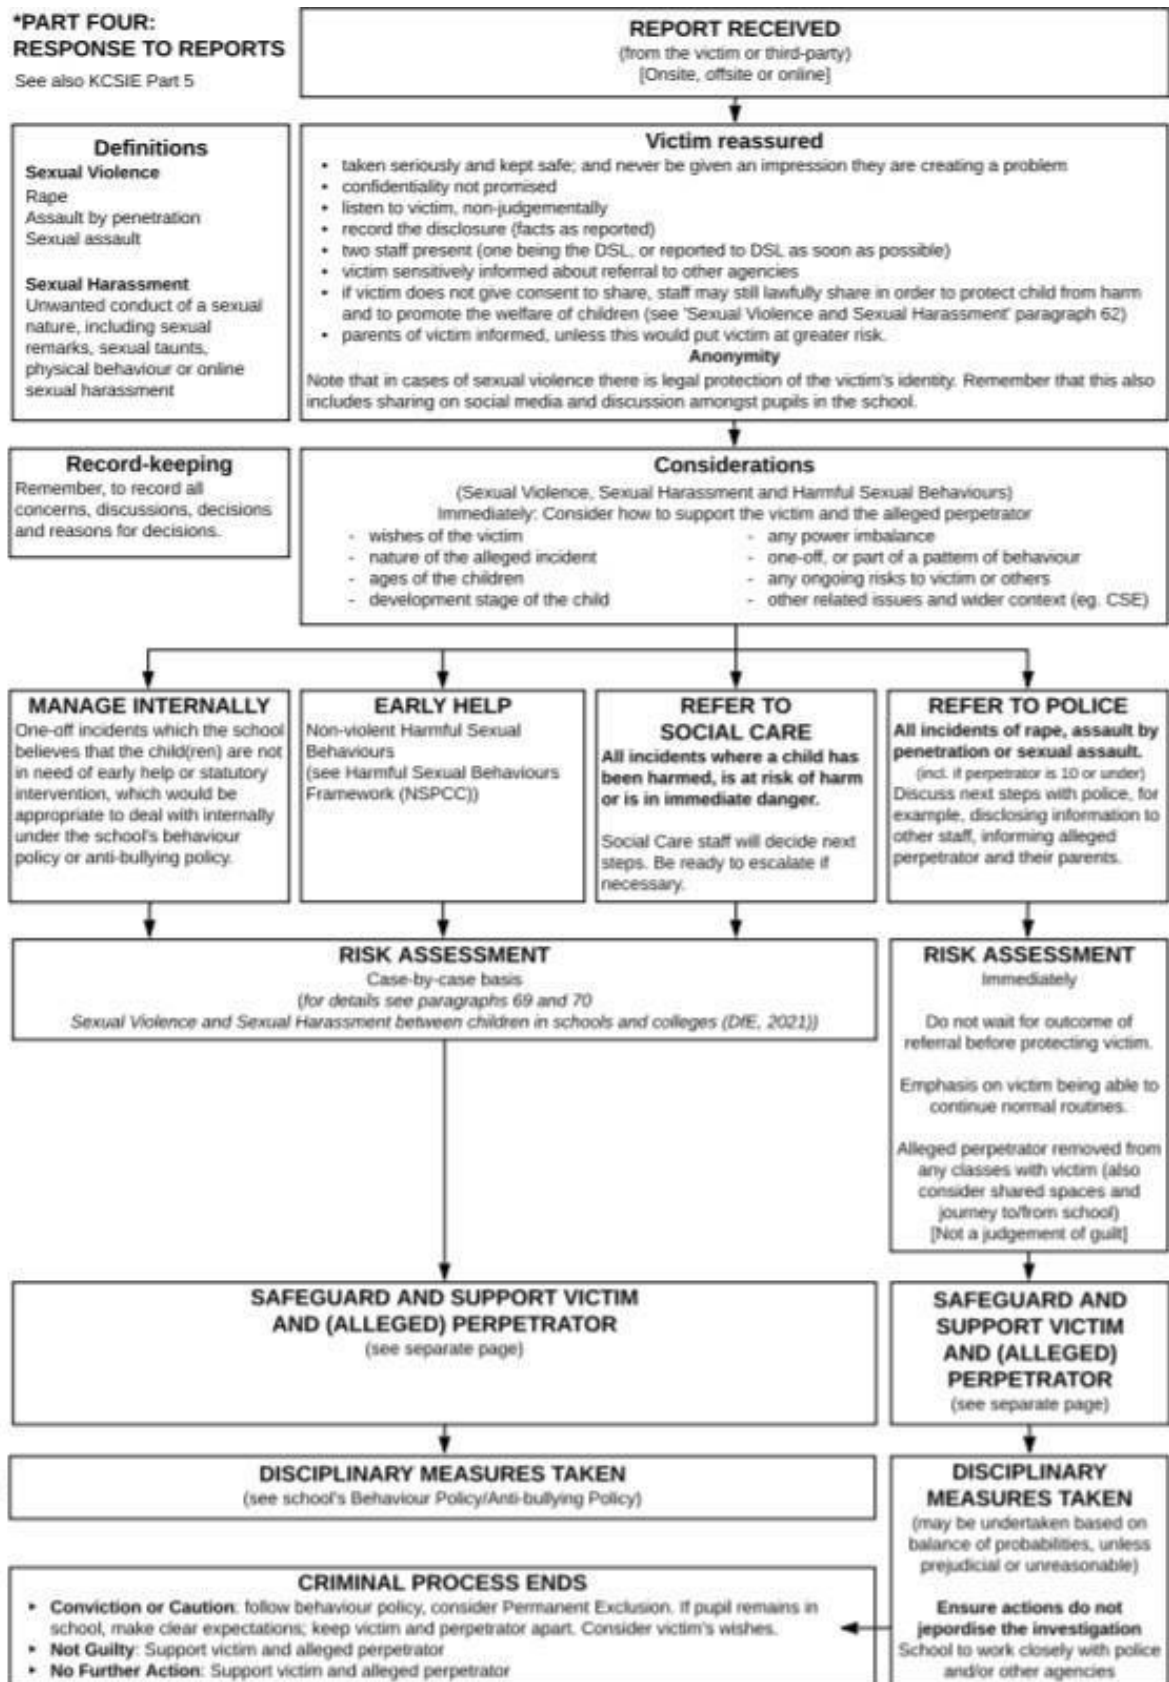 *PART FOUR:
RESPONSE TO REPORTS
See also KCSIE Part 5
REPORT RECEIVED
(from the victim or third-party)
[Onsite, offsite or online]
Definitions
Sexual Violence
Rape
Assault by penetration
Sexual assault
Sexual Harassment
Unwanted conduct of a sexual
nature, including sexual
remarks, sexual taunts,
physical behaviour or online
sexual harassment
Victim reassured
• taken seriously and kept safe; and never be given an impression they are creating a problem
• confidentiality not promised
• listen to victim, non-judgementally
• record the disclosure (facts as reported)
• two staff present (one being the DSL, or reported to DSL as soon as possible)
• victim sensitively informed about referral to other agencies
• if victim does not give consent to share, staff may still lawfully share in order to protect child from harm
and to promote the welfare of children (see 'Sexual Violence and Sexual Harassment' paragraph 62)
• parents of victim informed, unless this would put victim at greater risk.
Anonymity
Note that in cases of sexual violence there is legal protection of the victim's identity. Remember that this also
includes sharing on social media and discussion amongst pupils in the school.
Record-keeping
Remember, to record all
concerns, discussions, decisions
and reasons for decisions.
Considerations
(Sexual Violence, Sexual Harassment and Harmful Sexual Behaviours)
Immediately: Consider how to support the victim and the alleged perpetrator
- wishes of the victim
- nature of the alleged incident
- ages of the children
- development stage of the child
- any power imbalance
- one-off, or part of a pattern of behaviour
- any ongoing risks to victim or others
- other related issues and wider context (eg. CSE)
MANAGE INTERNALLY
One-off incidents which the school
believes that the child(ren) are not
in need of early help or statutory
intervention, which would be
appropriate to deal with internally
under the school's behaviour
policy or anti-bullying policy.
EARLY HELP
Non-violent Harmful Sexual
Behaviours
(see Harmful Sexual Behaviours
Framework (NSPCC))
REFER TO
SOCIAL CARE
All incidents where a child has
been harmed, is at risk of harm
or is in immediate danger.
Social Care staff will decide next
steps. Be ready to escalate if
necessary.
REFER TO POLICE
All incidents of rape, assault by
penetration or sexual assault.
(incl. if perpetrator is 10 or under)
Discuss next steps with police, for
example, disclosing information to
other staff, informing alleged
perpetrator and their parents.
RISK ASSESSMENT
Case-by-case basis
(for details see paragraphs 69 and 70
Sexual Violence and Sexual Harassment between children in schools and colleges (DfE, 2021))
RISK ASSESSMENT
Immediately
Do not wait for outcome of
referral before protecting victim.
Emphasis on victim being able to
continue normal routines.
Alleged perpetrator removed from
any classes with victim (also
consider shared spaces and
journey to/from school)
[Not a judgement of guilt]
SAFEGUARD AND SUPPORT VICTIM
AND (ALLEGED) PERPETRATOR
(see separate page)
SAFEGUARD AND
SUPPORT VICTIM
AND (ALLEGED)
PERPETRATOR
(see separate page)
DISCIPLINARY MEASURES TAKEN
(see school's Behaviour Policy/Anti-bullying Policy)
DISCIPLINARY
MEASURES TAKEN
(may be undertaken based on
balance of probabilities, unless
prejudicial or unreasonable)
Ensure actions do not
jepordise the investigation
School to work closely with police
and/or other agencies
CRIMINAL PROCESS ENDS
‣ Conviction or Caution: follow behaviour policy, consider Permanent Exclusion. If pupil remains in
school, make clear expectations; keep victim and perpetrator apart. Consider victim's wishes.
‣ Not Guilty: Support victim and alleged perpetrator
‣ No Further Action: Support victim and alleged perpetrator